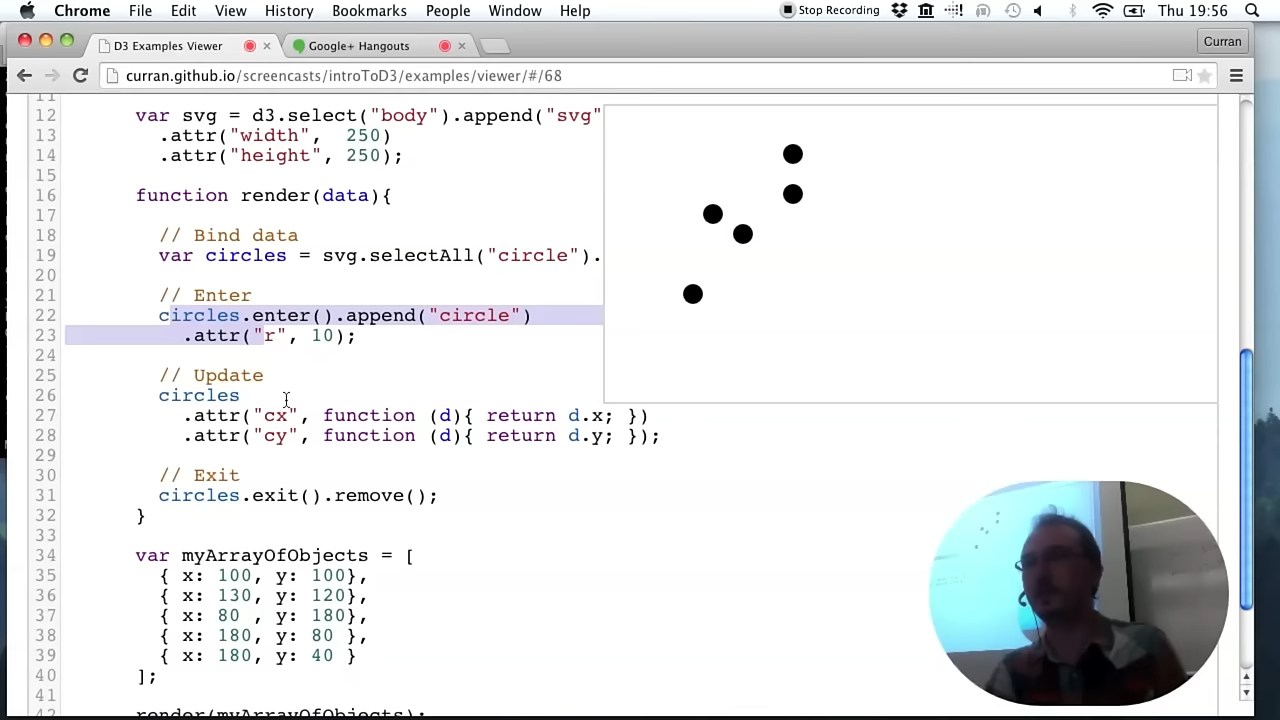 Chrome File Edit View History Bookmarks People Window Help Stop Recording Thu 19:56
D3 Examples Viewer × Google+ Hangouts × Curran
curran.github.io/screencasts/introToD3/examples/viewer/#/68
11
12 var svg = d3.select("body").append("svg"
13 .attr("width", 250)
14 .attr("height", 250);
15
16 function render(data){
17
18 // Bind data
19 var circles = svg.selectAll("circle").
20
21 // Enter
22 circles.enter().append("circle")
23 .attr("r", 10);
24
25 // Update
26 circles
27 .attr("cx", function (d){ return d.x; })
28 .attr("cy", function (d){ return d.y; });
29
30 // Exit
31 circles.exit().remove();
32 }
33
34 var myArrayOfObjects = [
35 { x: 100, y: 100},
36 { x: 130, y: 120},
37 { x: 80 , y: 180},
38 { x: 180, y: 80 },
39 { x: 180, y: 40 }
40 ];
41
42 render(myArrayOfObjects);